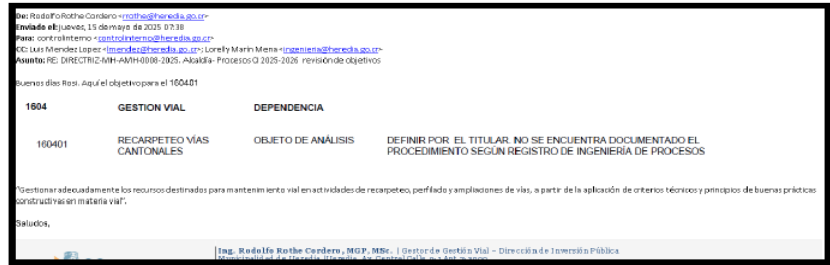 De: Rodolfo Rothe Cordero <rrothe@heredia.go.cr>
Enviado el: jueves, 15 de mayo de 2025 07:38
Para: controlinterno <controlinterno@heredia.go.cr>
CC: Luis Mendez Lopez <lmendez@heredia.go.cr>; Lorelly Marín Mena <ingenieria@heredia.go.cr>
Asunto: RE: DIRECTRIZ-MH-AMH-0008-2025. Alcaldía- Procesos CI 2025-2026 revisión de objetivos
Buenos días Rosi. Aquí el objetivo para el 160401
1604 GESTION VIAL DEPENDENCIA
160401 RECARPETEO VÍAS CANTONALES OBJETO DE ANÁLISIS DEFINIR POR EL TITULAR. NO SE ENCUENTRA DOCUMENTADO EL PROCEDIMIENTO SEGÚN REGISTRO DE INGENIERÍA DE PROCESOS
"Gestionar adecuadamente los recursos destinados para mantenimiento vial en actividades de recarpeteo, perfilado y ampliaciones de vías, a partir de la aplicación de criterios técnicos y principios de buenas prácticas
constructivas en materia vial".
Saludos,
Ing. Rodolfo Rothe Cordero, MGP, MSc. | Gestor de Gestión Vial – Dirección de Inversión Pública